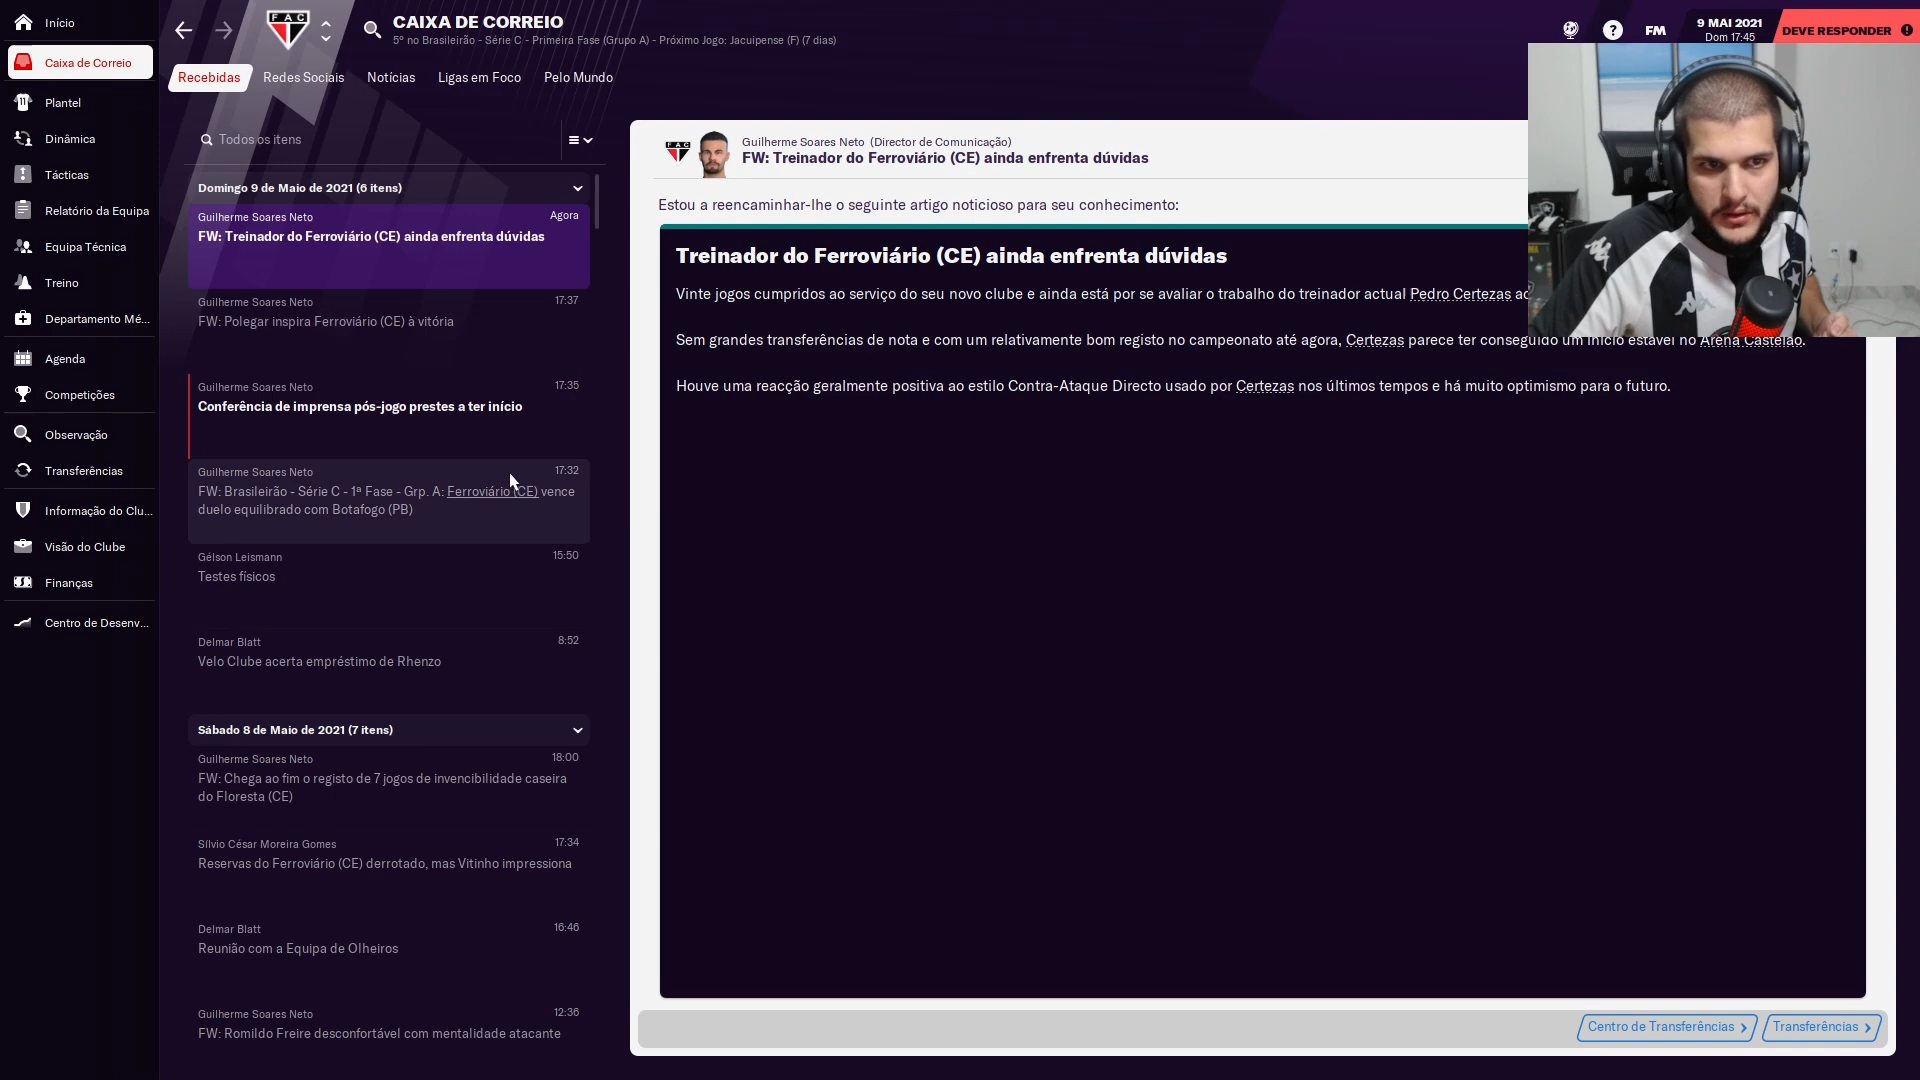 Início
Caixa de Correio
Plantel
Dinâmica
Tácticas
Relatório da Equipa
Equipa Técnica
Treino
Departamento Mé...
Agenda
Competições
Observação
Transferências
Informação do Clu...
Visão do Clube
Finanças
Centro de Desenv...
FAC
CAIXA DE CORREIO
5º no Brasileirão - Série C - Primeira Fase (Grupo A) - Próximo Jogo: Jacuipense (F) (7 dias)
FM
9 MAI 2021
Dom 17:45
DEVE RESPONDER
Recebidas
Redes Sociais
Notícias
Ligas em Foco
Pelo Mundo
Todos os itens
Domingo 9 de Maio de 2021 (6 itens)
Guilherme Soares Neto Agora
FW: Treinador do Ferroviário (CE) ainda enfrenta dúvidas
Guilherme Soares Neto 17:37
FW: Polegar inspira Ferroviário (CE) à vitória
Guilherme Soares Neto 17:35
Conferência de imprensa pós-jogo prestes a ter início
Guilherme Soares Neto 17:32
FW: Brasileirão - Série C - 1ª Fase - Grp. A: Ferroviário (CE) vence
duelo equilibrado com Botafogo (PB)
Gélson Leismann 15:50
Testes físicos
Delmar Blatt 8:52
Velo Clube acerta empréstimo de Rhenzo
Sábado 8 de Maio de 2021 (7 itens)
Guilherme Soares Neto 18:00
FW: Chega ao fim o registo de 7 jogos de invencibilidade caseira
do Floresta (CE)
Sílvio César Moreira Gomes 17:34
Reservas do Ferroviário (CE) derrotado, mas Vitinho impressiona
Delmar Blatt 16:46
Reunião com a Equipa de Olheiros
Guilherme Soares Neto 12:36
FW: Romildo Freire desconfortável com mentalidade atacante
FAC
Guilherme Soares Neto (Director de Comunicação)
FW: Treinador do Ferroviário (CE) ainda enfrenta dúvidas
Estou a reencaminhar-lhe o seguinte artigo noticioso para seu conhecimento:
Treinador do Ferroviário (CE) ainda enfrenta dúvidas
Vinte jogos cumpridos ao serviço do seu novo clube e ainda está por se avaliar o trabalho do treinador actual Pedro Certezas
Sem grandes transferências de nota e com um relativamente bom registo no campeonato até agora, Certezas parece ter conseguido um início estável no Arena Castelão.
Houve uma reacção geralmente positiva ao estilo Contra-Ataque Directo usado por Certezas nos últimos tempos e há muito optimismo para o futuro.
Centro de Transferências
Transferências